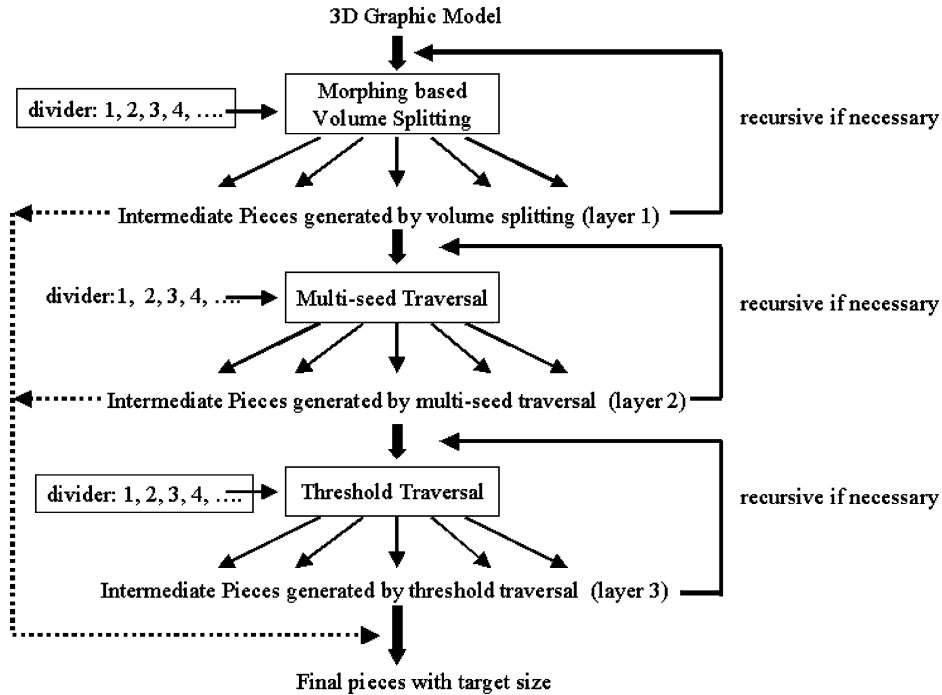 3D Graphic Model
Morphing based
Volume Splitting
divider: 1, 2, 3, 4, ....
recursive if necessary
Intermediate Pieces generated by volume splitting (layer 1)
divider:1, 2, 3, 4, ....
Multi-seed Traversal
recursive if necessary
Intermediate Pieces generated by multi-seed traversal (layer 2)
divider: 1, 2, 3, 4, ....
Threshold Traversal
recursive if necessary
Intermediate Pieces generated by threshold traversal (layer 3)
Final pieces with target size